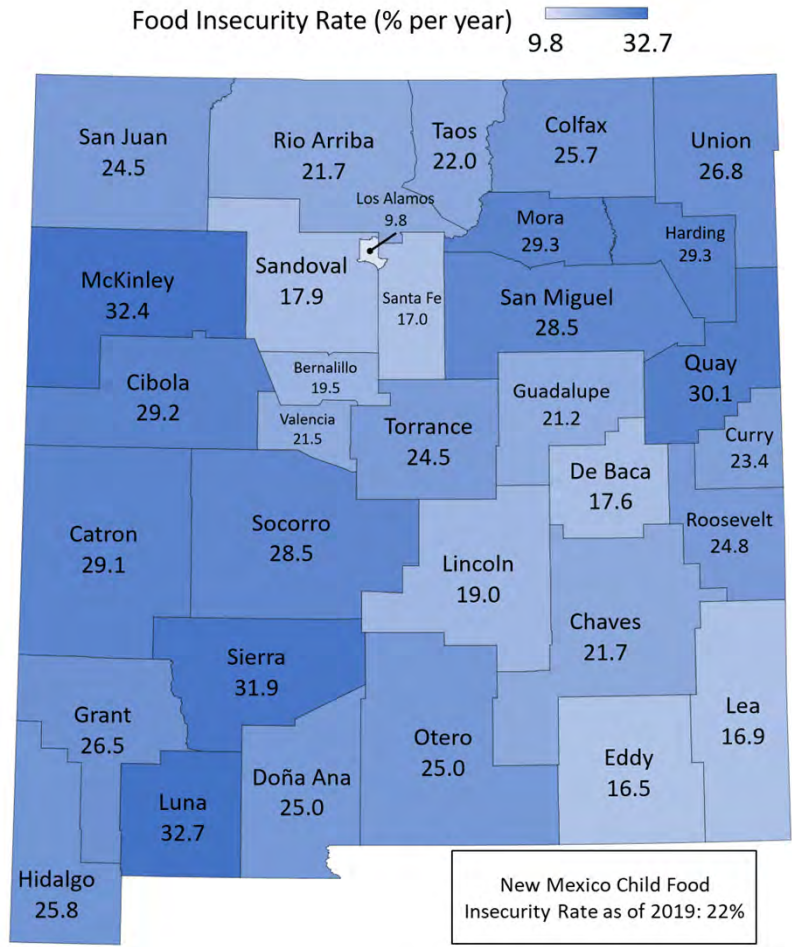 Food Insecurity Rate (% per year)
9.8
32.7
San Juan
24.5
Rio Arriba
21.7
Taos
22.0
Colfax
25.7
Union
26.8
Los Alamos
9.8
Mora
29.3
Harding
29.3
McKinley
32.4
Sandoval
17.9
Santa Fe
17.0
San Miguel
28.5
Quay
30.1
Cibola
29.2
Bernalillo
19.5
Valencia
21.5
Torrance
24.5
Guadalupe
21.2
Curry
23.4
De Baca
17.6
Roosevelt
24.8
Catron
29.1
Socorro
28.5
Lincoln
19.0
Chaves
21.7
Sierra
31.9
Grant
26.5
Lea
16.9
Otero
25.0
Eddy
16.5
Doña Ana
25.0
Luna
32.7
Hidalgo
25.8
New Mexico Child Food
Insecurity Rate as of 2019: 22%